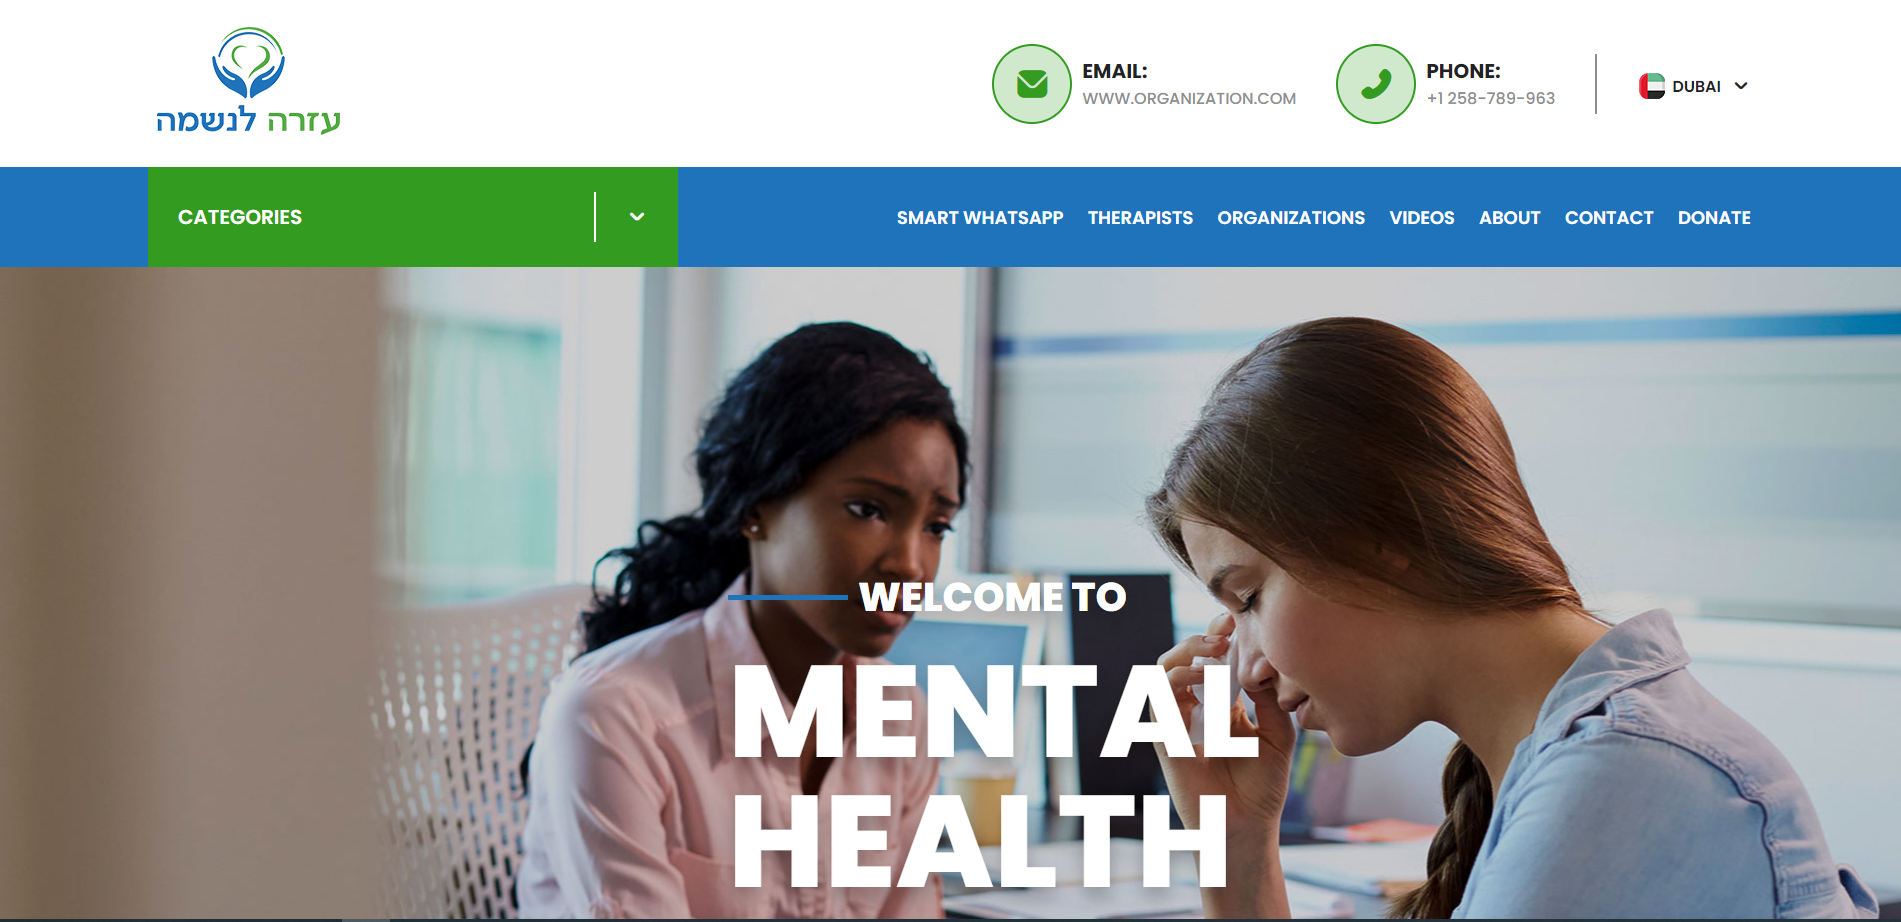 עזרה לנשמה
EMAIL:
WWW.ORGANIZATION.COM
PHONE:
+1 258-789-963
DUBAI
CATEGORIES
SMART WHATSAPP THERAPISTS ORGANIZATIONS VIDEOS ABOUT CONTACT DONATE
WELCOME TO
MENTAL
HEALTH